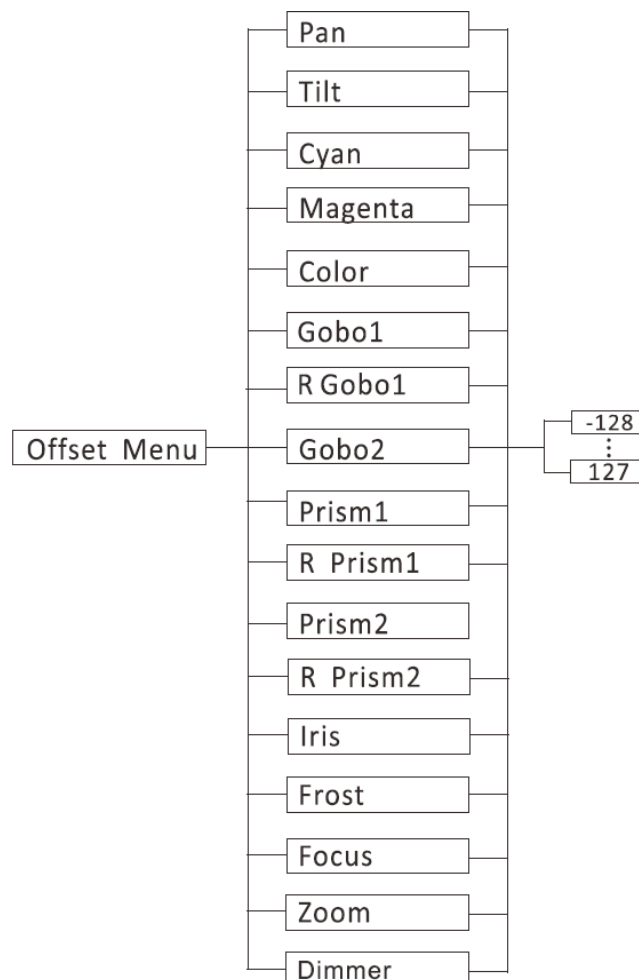 Offset Menu
Pan
Tilt
Cyan
Magenta
Color
Gobo1
R Gobo1
Gobo2
Prism1
R Prism1
Prism2
R Prism2
Iris
Frost
Focus
Zoom
Dimmer
-128
127